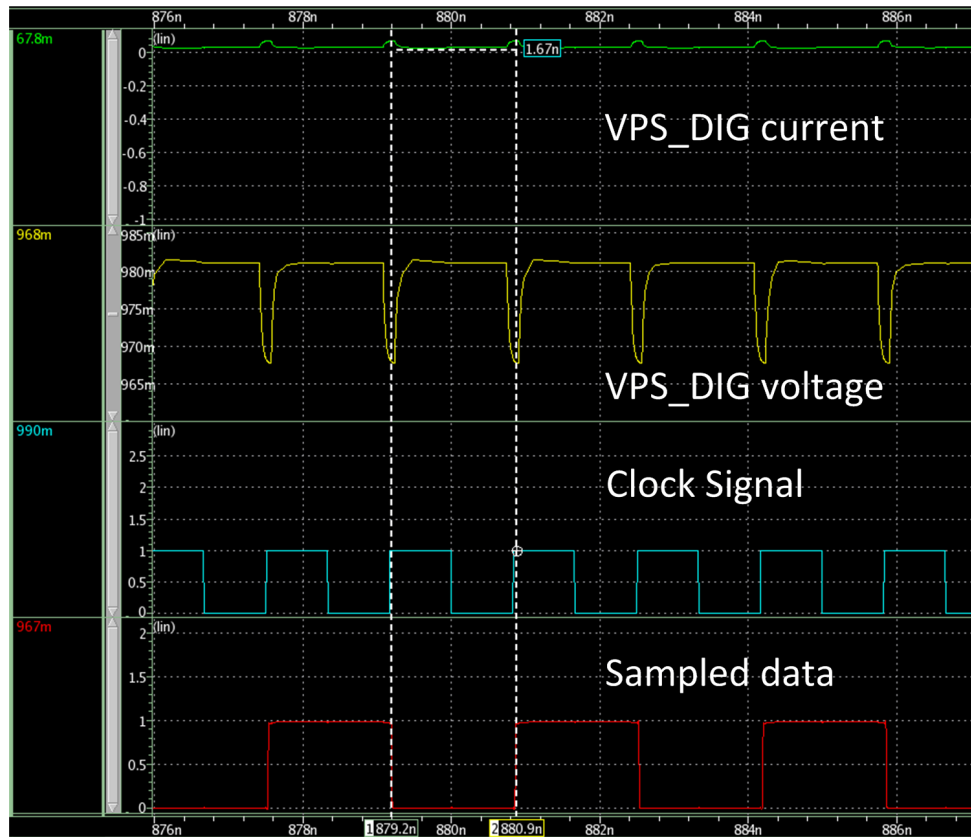 876n 878n 880n 882n 884n 886n
67.8m
(lin)
0
1.67n
-0.2
-0.4
VPS_DIG current
-0.6
-0.8
-1
968m
985m
(lin)
980m
975m
970m
965m
VPS_DIG voltage
990m
(lin)
2.5
2
Clock Signal
1.5
1
0.5
0
967m
(lin)
2
1.5
Sampled data
1
0.5
0
876n 878n 1 879.2n 880n 2 880.9n 882n 884n 886n